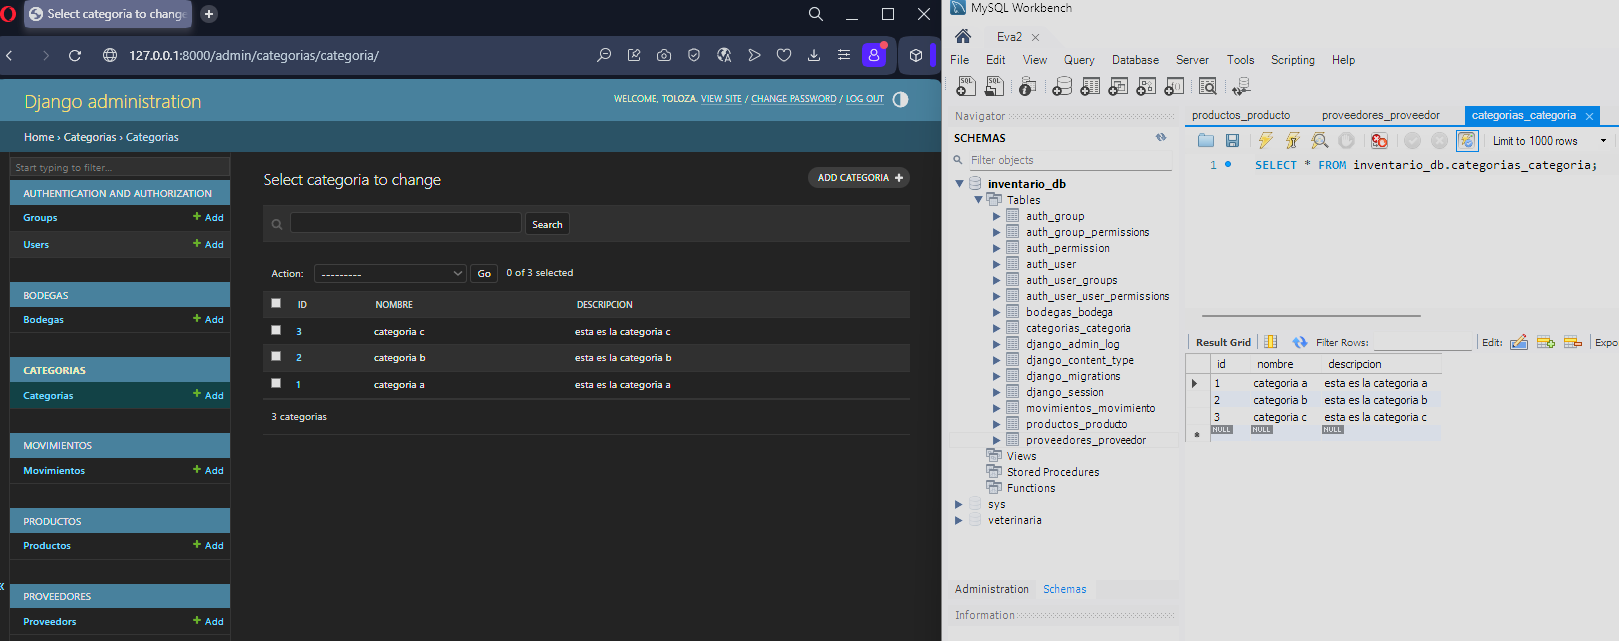 Select categoria to change
127.0.0.1:8000/admin/categorias/categoria/
Django administration
WELCOME, TOLOZA. VIEW SITE / CHANGE PASSWORD / LOG OUT
Home › Categorias › Categorias
Start typing to filter...
AUTHENTICATION AND AUTHORIZATION
Groups + Add
Users + Add
BODEGAS
Bodegas + Add
CATEGORIAS
Categorias + Add
MOVIMIENTOS
Movimientos + Add
PRODUCTOS
Productos + Add
PROVEEDORES
Proveedors + Add
Select categoria to change
ADD CATEGORIA +
Search
Action: --------- Go 0 of 3 selected
ID NOMBRE DESCRIPCION
3 categoria c esta es la categoria c
2 categoria b esta es la categoria b
1 categoria a esta es la categoria a
3 categorias
MySQL Workbench
Eva2
File Edit View Query Database Server Tools Scripting Help
Navigator
SCHEMAS
Filter objects
inventario_db
Tables
auth_group
auth_group_permissions
auth_permission
auth_user
auth_user_groups
auth_user_user_permissions
bodegas_bodega
categorias_categoria
django_admin_log
django_content_type
django_migrations
django_session
movimientos_movimiento
productos_producto
proveedores_proveedor
Views
Stored Procedures
Functions
sys
veterinaria
Administration Schemas
Information
productos_producto proveedores_proveedor categorias_categoria
Limit to 1000 rows
1 SELECT * FROM inventario_db.categorias_categoria;
Result Grid Filter Rows: Edit: Expo
id nombre descripcion
1 categoria a esta es la categoria a
2 categoria b esta es la categoria b
3 categoria c esta es la categoria c
NULL NULL NULL